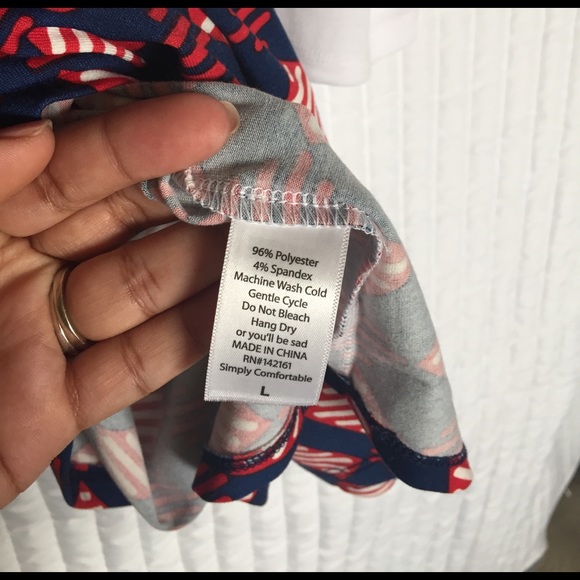 96% Polyester
4% Spandex
Machine Wash Cold
Gentle Cycle
Do Not Bleach
Hang Dry
or you'll be sad
MADE IN CHINA
RN#142161
Simply Comfortable
L